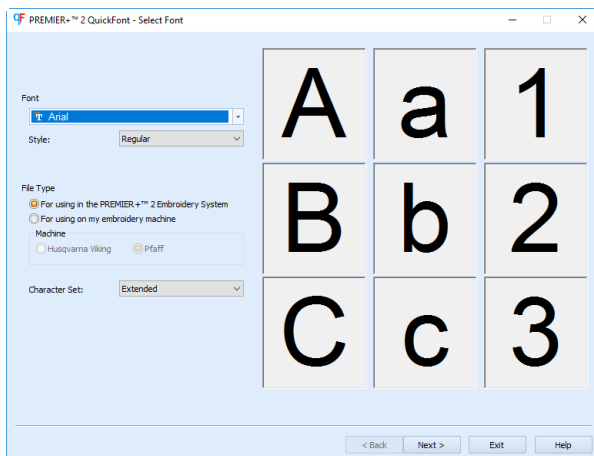 PREMIER+™ 2 QuickFont - Select Font
Font
Arial
Style:
Regular
File Type
For using in the PREMIER+™ 2 Embroidery System
For using on my embroidery machine
Machine
Husqvarna Viking
Pfaff
Character Set:
Extended
A a 1
B b 2
C c 3
< Back
Next >
Exit
Help